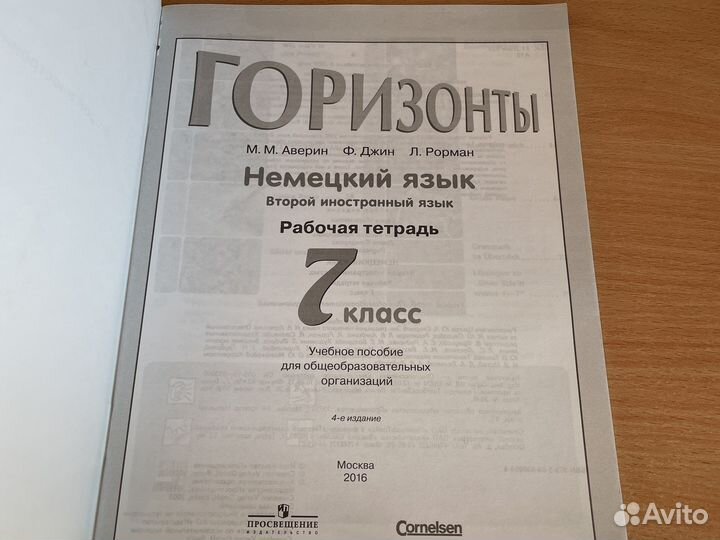 ГОРИЗОНТЫ
М. М. Аверин Ф. Джин Л. Рорман
Немецкий язык
Второй иностранный язык
Рабочая тетрадь
7 класс
Учебное пособие
для общеобразовательных
организаций
4-е издание
Москва
2016
ПРОСВЕЩЕНИЕ
ИЗДАТЕЛЬСТВО
Cornelsen
Avito